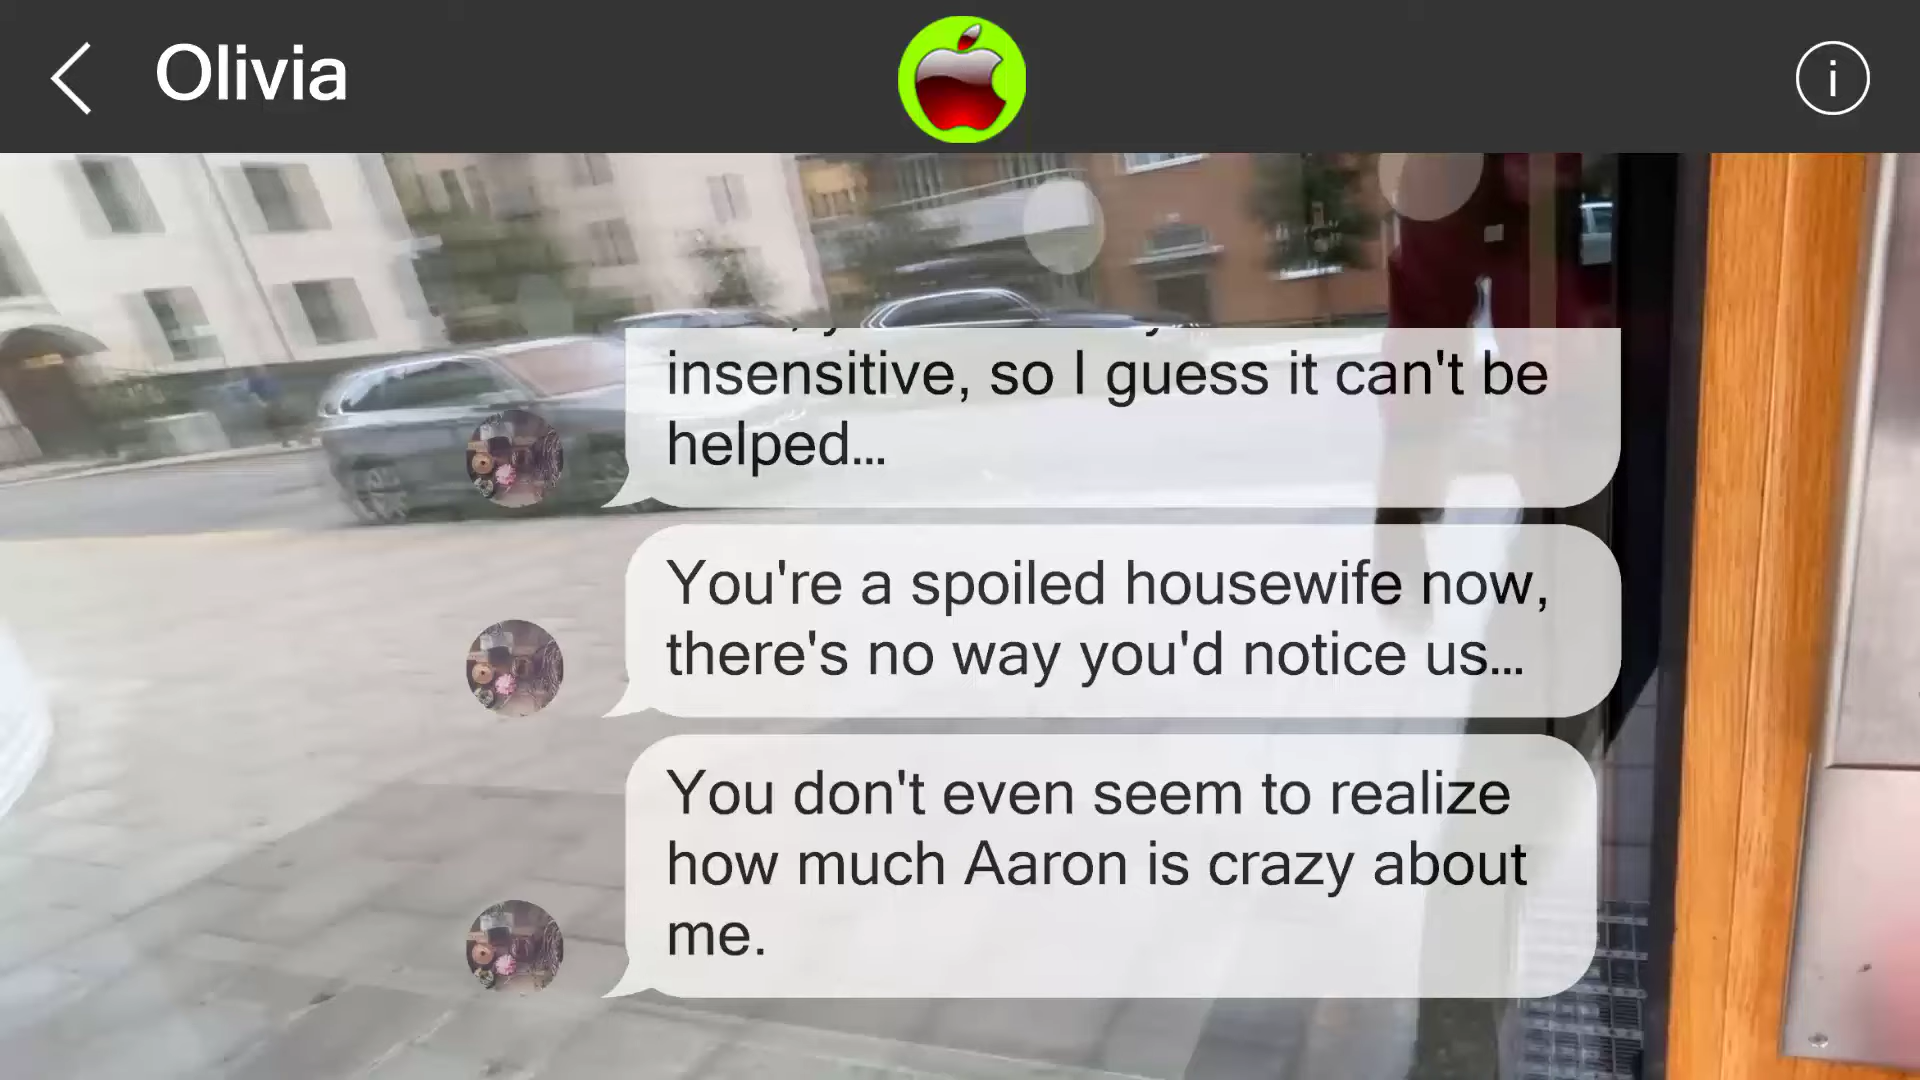 Olivia
insensitive, so I guess it can't be
helped...
You're a spoiled housewife now,
there's no way you'd notice us...
You don't even seem to realize
how much Aaron is crazy about
me.